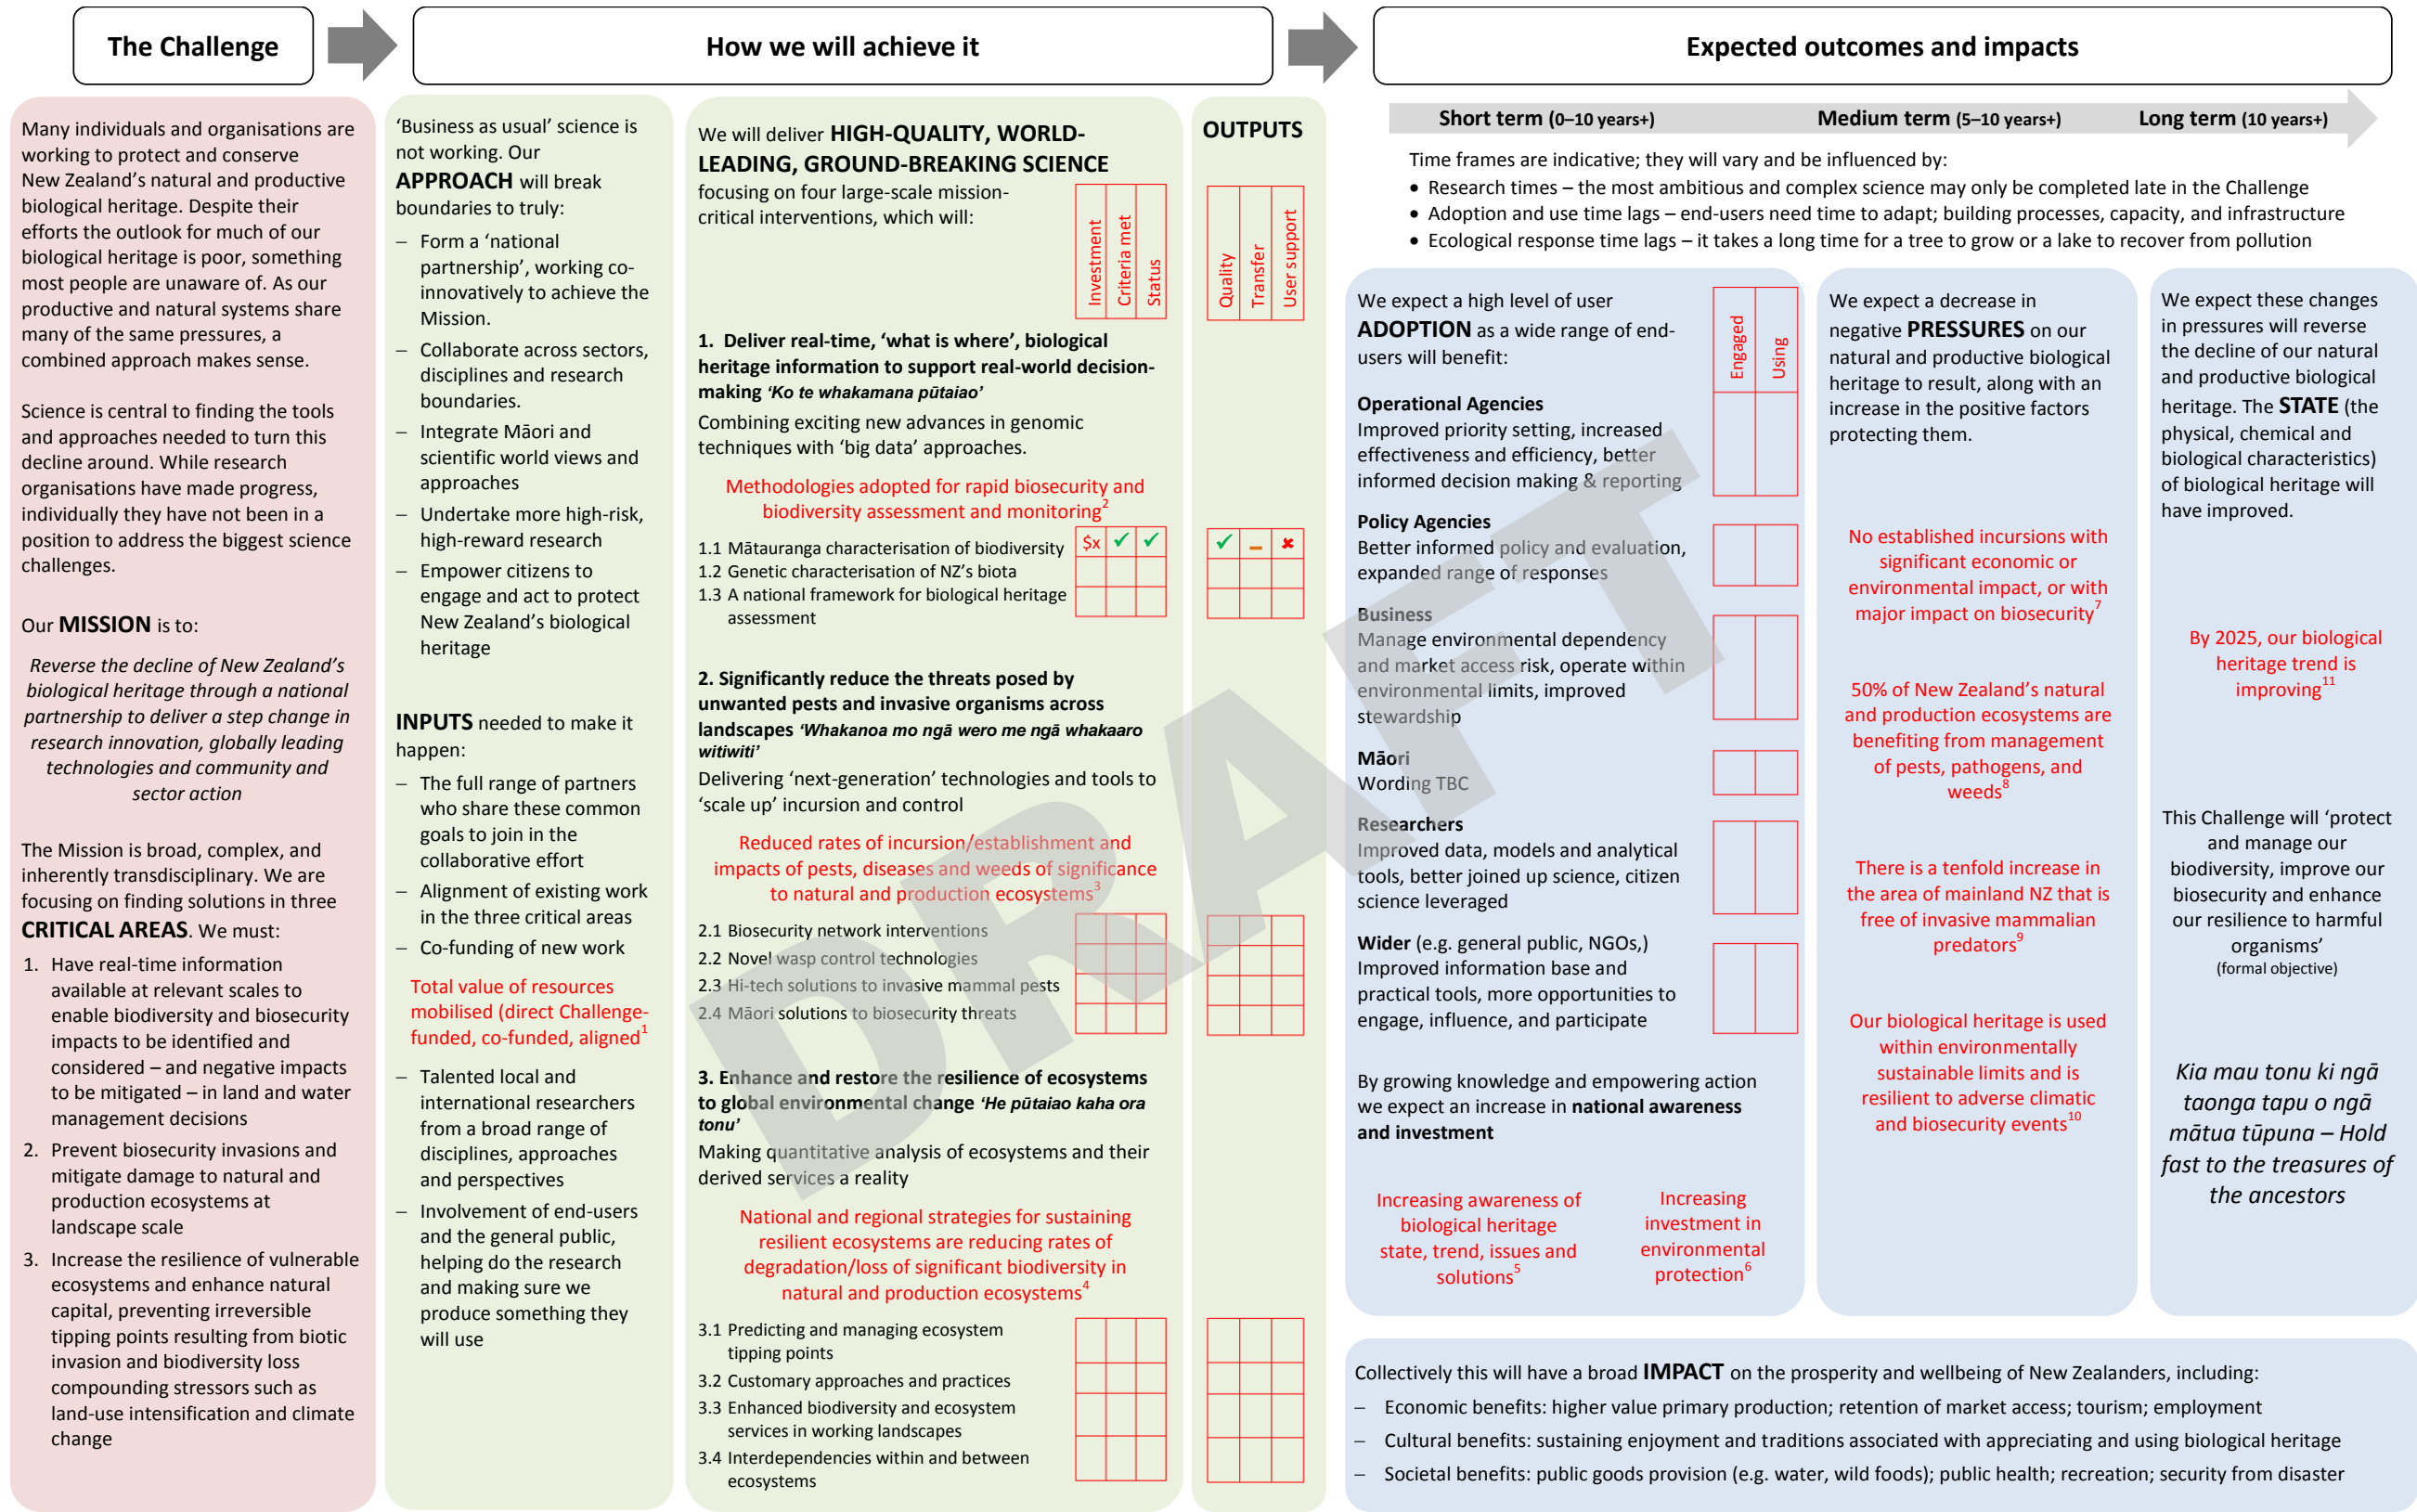 The Challenge
How we will achieve it
Expected outcomes and impacts
Many individuals and organisations are
working to protect and conserve
New Zealand’s natural and productive
biological heritage. Despite their
efforts the outlook for much of our
biological heritage is poor, something
most people are unaware of. As our
productive and natural systems share
many of the same pressures, a
combined approach makes sense.
Science is central to finding the tools
and approaches needed to turn this
decline around. While research
organisations have made progress,
individually they have not been in a
position to address the biggest science
challenges.
Our MISSION is to:
Reverse the decline of New Zealand’s
biological heritage through a national
partnership to deliver a step change in
research innovation, globally leading
technologies and community and
sector action
The Mission is broad, complex, and
inherently transdisciplinary. We are
focusing on finding solutions in three
CRITICAL AREAS. We must:
1. Have real-time information
available at relevant scales to
enable biodiversity and biosecurity
impacts to be identified and
considered – and negative impacts
to be mitigated – in land and water
management decisions
2. Prevent biosecurity invasions and
mitigate damage to natural and
production ecosystems at
landscape scale
3. Increase the resilience of vulnerable
ecosystems and enhance natural
capital, preventing irreversible
tipping points resulting from biotic
invasion and biodiversity loss
compounding stressors such as
land-use intensification and climate
change
‘Business as usual’ science is
not working. Our
APPROACH will break
boundaries to truly:
– Form a ‘national
partnership’, working co-
innovatively to achieve the
Mission.
– Collaborate across sectors,
disciplines and research
boundaries.
– Integrate Māori and
scientific world views and
approaches
– Undertake more high-risk,
high-reward research
– Empower citizens to
engage and act to protect
New Zealand’s biological
heritage
INPUTS needed to make it
happen:
– The full range of partners
who share these common
goals to join in the
collaborative effort
– Alignment of existing work
in the three critical areas
– Co-funding of new work
Total value of resources
mobilised (direct Challenge-
funded, co-funded, aligned1
– Talented local and
international researchers
from a broad range of
disciplines, approaches
and perspectives
– Involvement of end-users
and the general public,
helping do the research
and making sure we
produce something they
will use
We will deliver HIGH-QUALITY, WORLD-
LEADING, GROUND-BREAKING SCIENCE
focusing on four large-scale mission-
critical interventions, which will:
Investment
Criteria met
Status
1. Deliver real-time, ‘what is where’, biological
heritage information to support real-world decision-
making ‘Ko te whakamana pūtaiao’
Combining exciting new advances in genomic
techniques with ‘big data’ approaches.
Methodologies adopted for rapid biosecurity and
biodiversity assessment and monitoring2
1.1 Mātauranga characterisation of biodiversity $x ✓ ✓
1.2 Genetic characterisation of NZ’s biota
1.3 A national framework for biological heritage
assessment
2. Significantly reduce the threats posed by
unwanted pests and invasive organisms across
landscapes ‘Whakanoa mo ngā wero me ngā whakaaro
witiwiti’
Delivering ‘next-generation’ technologies and tools to
‘scale up’ incursion and control
Reduced rates of incursion/establishment and
impacts of pests, diseases and weeds of significance
to natural and production ecosystems3
2.1 Biosecurity network interventions
2.2 Novel wasp control technologies
2.3 Hi-tech solutions to invasive mammal pests
2.4 Māori solutions to biosecurity threats
3. Enhance and restore the resilience of ecosystems
to global environmental change ‘He pūtaiao kaha ora
tonu’
Making quantitative analysis of ecosystems and their
derived services a reality
National and regional strategies for sustaining
resilient ecosystems are reducing rates of
degradation/loss of significant biodiversity in
natural and production ecosystems4
3.1 Predicting and managing ecosystem
tipping points
3.2 Customary approaches and practices
3.3 Enhanced biodiversity and ecosystem
services in working landscapes
3.4 Interdependencies within and between
ecosystems
OUTPUTS
Quality
Transfer
User support
✓ – ✘
Short term (0–10 years+)
Medium term (5–10 years+)
Long term (10 years+)
Time frames are indicative; they will vary and be influenced by:
• Research times – the most ambitious and complex science may only be completed late in the Challenge
• Adoption and use time lags – end-users need time to adapt; building processes, capacity, and infrastructure
• Ecological response time lags – it takes a long time for a tree to grow or a lake to recover from pollution
We expect a high level of user
ADOPTION as a wide range of end-
users will benefit:
Engaged
Using
Operational Agencies
Improved priority setting, increased
effectiveness and efficiency, better
informed decision making & reporting
Policy Agencies
Better informed policy and evaluation,
expanded range of responses
Business
Manage environmental dependency
and market access risk, operate within
environmental limits, improved
stewardship
Māori
Wording TBC
Researchers
Improved data, models and analytical
tools, better joined up science, citizen
science leveraged
Wider (e.g. general public, NGOs,)
Improved information base and
practical tools, more opportunities to
engage, influence, and participate
By growing knowledge and empowering action
we expect an increase in national awareness
and investment
Increasing awareness of
biological heritage
state, trend, issues and
solutions5
Increasing
investment in
environmental
protection6
We expect a decrease in
negative PRESSURES on our
natural and productive biological
heritage to result, along with an
increase in the positive factors
protecting them.
No established incursions with
significant economic or
environmental impact, or with
major impact on biosecurity7
50% of New Zealand’s natural
and production ecosystems are
benefiting from management
of pests, pathogens, and
weeds8
There is a tenfold increase in
the area of mainland NZ that is
free of invasive mammalian
predators9
Our biological heritage is used
within environmentally
sustainable limits and is
resilient to adverse climatic
and biosecurity events10
We expect these changes
in pressures will reverse
the decline of our natural
and productive biological
heritage. The STATE (the
physical, chemical and
biological characteristics)
of biological heritage will
have improved.
By 2025, our biological
heritage trend is
improving11
This Challenge will ‘protect
and manage our
biodiversity, improve our
biosecurity and enhance
our resilience to harmful
organisms’
(formal objective)
Kia mau tonu ki ngā
taonga tapu o ngā
mātua tūpuna – Hold
fast to the treasures of
the ancestors
Collectively this will have a broad IMPACT on the prosperity and wellbeing of New Zealanders, including:
– Economic benefits: higher value primary production; retention of market access; tourism; employment
– Cultural benefits: sustaining enjoyment and traditions associated with appreciating and using biological heritage
– Societal benefits: public goods provision (e.g. water, wild foods); public health; recreation; security from disaster
DRAFT